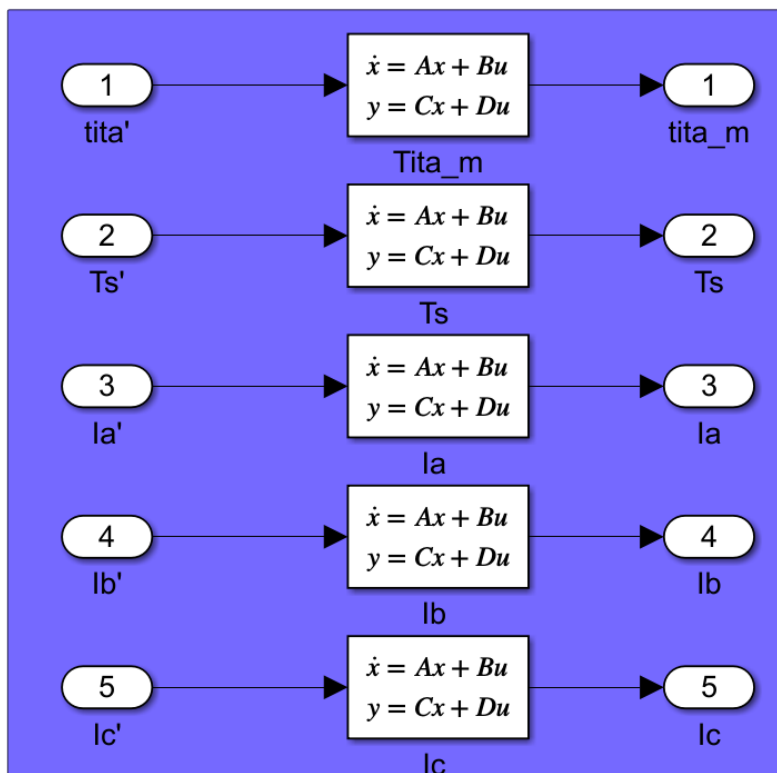 ẋ = Ax + Bu
1 1
y = Cx + Du
tita' tita_m
Tita_m
ẋ = Ax + Bu
2 2
y = Cx + Du
Ts' Ts
Ts
ẋ = Ax + Bu
3 3
y = Cx + Du
Ia' Ia
Ia
ẋ = Ax + Bu
4 4
y = Cx + Du
Ib' Ib
Ib
ẋ = Ax + Bu
5 5
y = Cx + Du
Ic' Ic
Ic